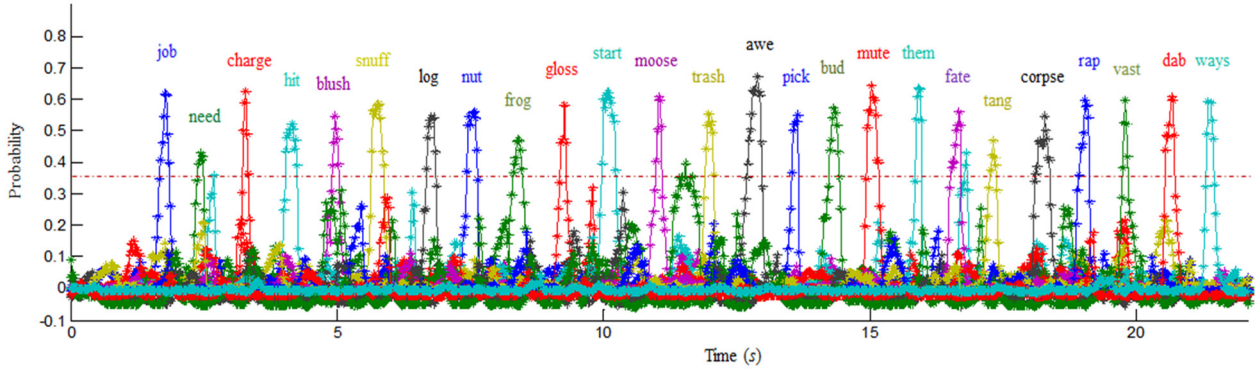 0.8
0.7
0.6
0.5
0.4
0.3
0.2
0.1
0
-0.1
Probability
job
need
charge
hit
blush
snuff
log
nut
frog
gloss
start
moose
trash
awe
pick
bud
mute
them
fate
tang
corpse
rap
vast
dab
ways
0
5
10
15
20
Time (s)